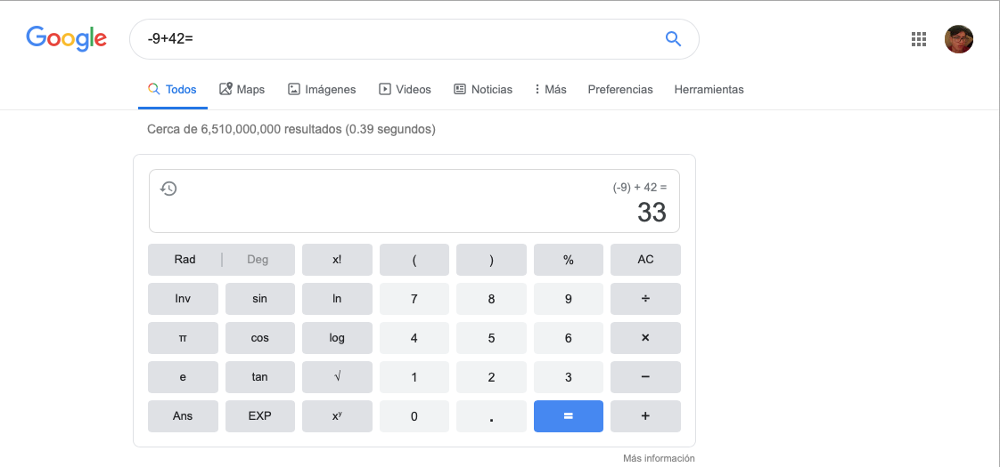 Google -9+42=
Todos Maps Imágenes Videos Noticias Más Preferencias Herramientas
Cerca de 6,510,000,000 resultados (0.39 segundos)
(-9) + 42 =
33
Rad | Deg x! ( ) % AC
Inv sin ln 7 8 9 ÷
π cos log 4 5 6 ×
e tan √ 1 2 3 −
Ans EXP xʸ 0 . = +
Más información